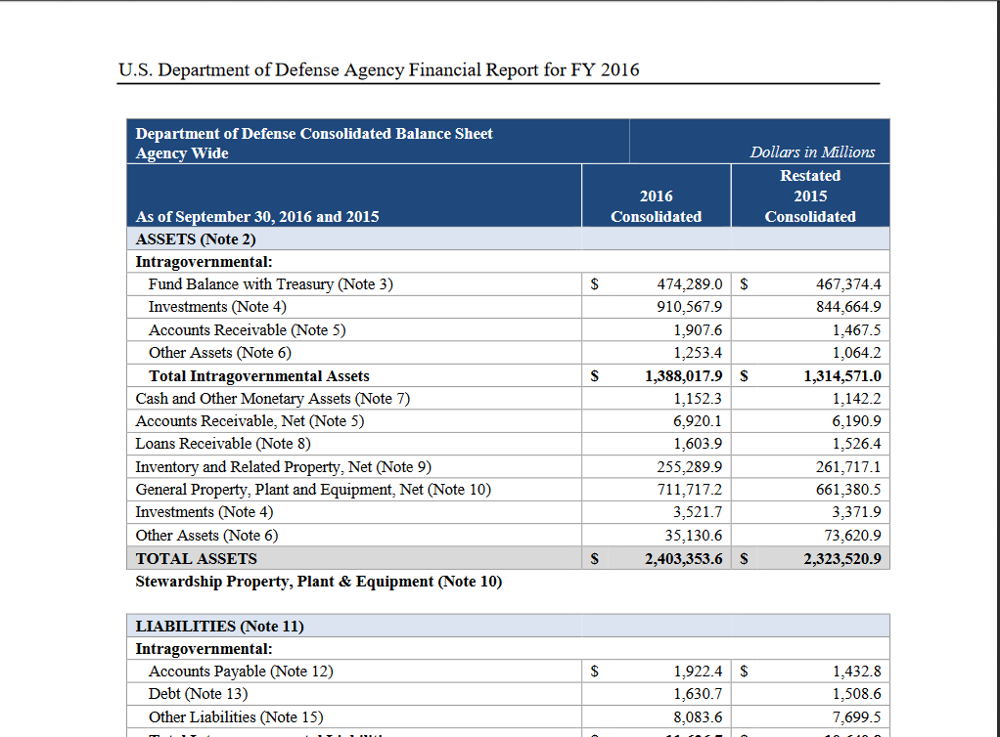 U.S. Department of Defense Agency Financial Report for FY 2016
Department of Defense Consolidated Balance Sheet
Agency Wide
Dollars in Millions
As of September 30, 2016 and 2015
2016
Consolidated
Restated
2015
Consolidated
ASSETS (Note 2)
Intragovernmental:
Fund Balance with Treasury (Note 3) $ 474,289.0 $ 467,374.4
Investments (Note 4) 910,567.9 844,664.9
Accounts Receivable (Note 5) 1,907.6 1,467.5
Other Assets (Note 6) 1,253.4 1,064.2
Total Intragovernmental Assets $ 1,388,017.9 $ 1,314,571.0
Cash and Other Monetary Assets (Note 7) 1,152.3 1,142.2
Accounts Receivable, Net (Note 5) 6,920.1 6,190.9
Loans Receivable (Note 8) 1,603.9 1,526.4
Inventory and Related Property, Net (Note 9) 255,289.9 261,717.1
General Property, Plant and Equipment, Net (Note 10) 711,717.2 661,380.5
Investments (Note 4) 3,521.7 3,371.9
Other Assets (Note 6) 35,130.6 73,620.9
TOTAL ASSETS $ 2,403,353.6 $ 2,323,520.9
Stewardship Property, Plant & Equipment (Note 10)
LIABILITIES (Note 11)
Intragovernmental:
Accounts Payable (Note 12) $ 1,922.4 $ 1,432.8
Debt (Note 13) 1,630.7 1,508.6
Other Liabilities (Note 15) 8,083.6 7,699.5